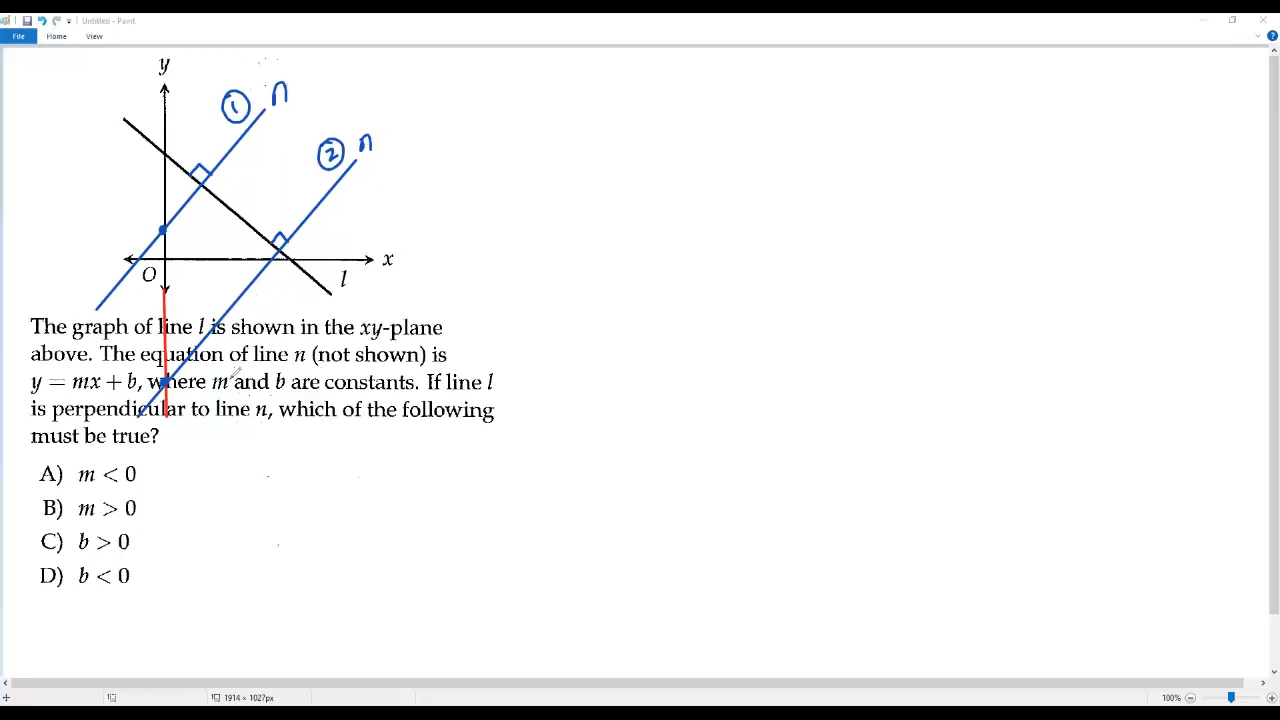 Untitled - Paint
File Home View
y
① n
② n
x
O
l
The graph of line l is shown in the xy-plane
above. The equation of line n (not shown) is
y = mx + b, where m and b are constants. If line l
is perpendicular to line n, which of the following
must be true?
A) m < 0
B) m > 0
C) b > 0
D) b < 0
1914 × 1027px
100%